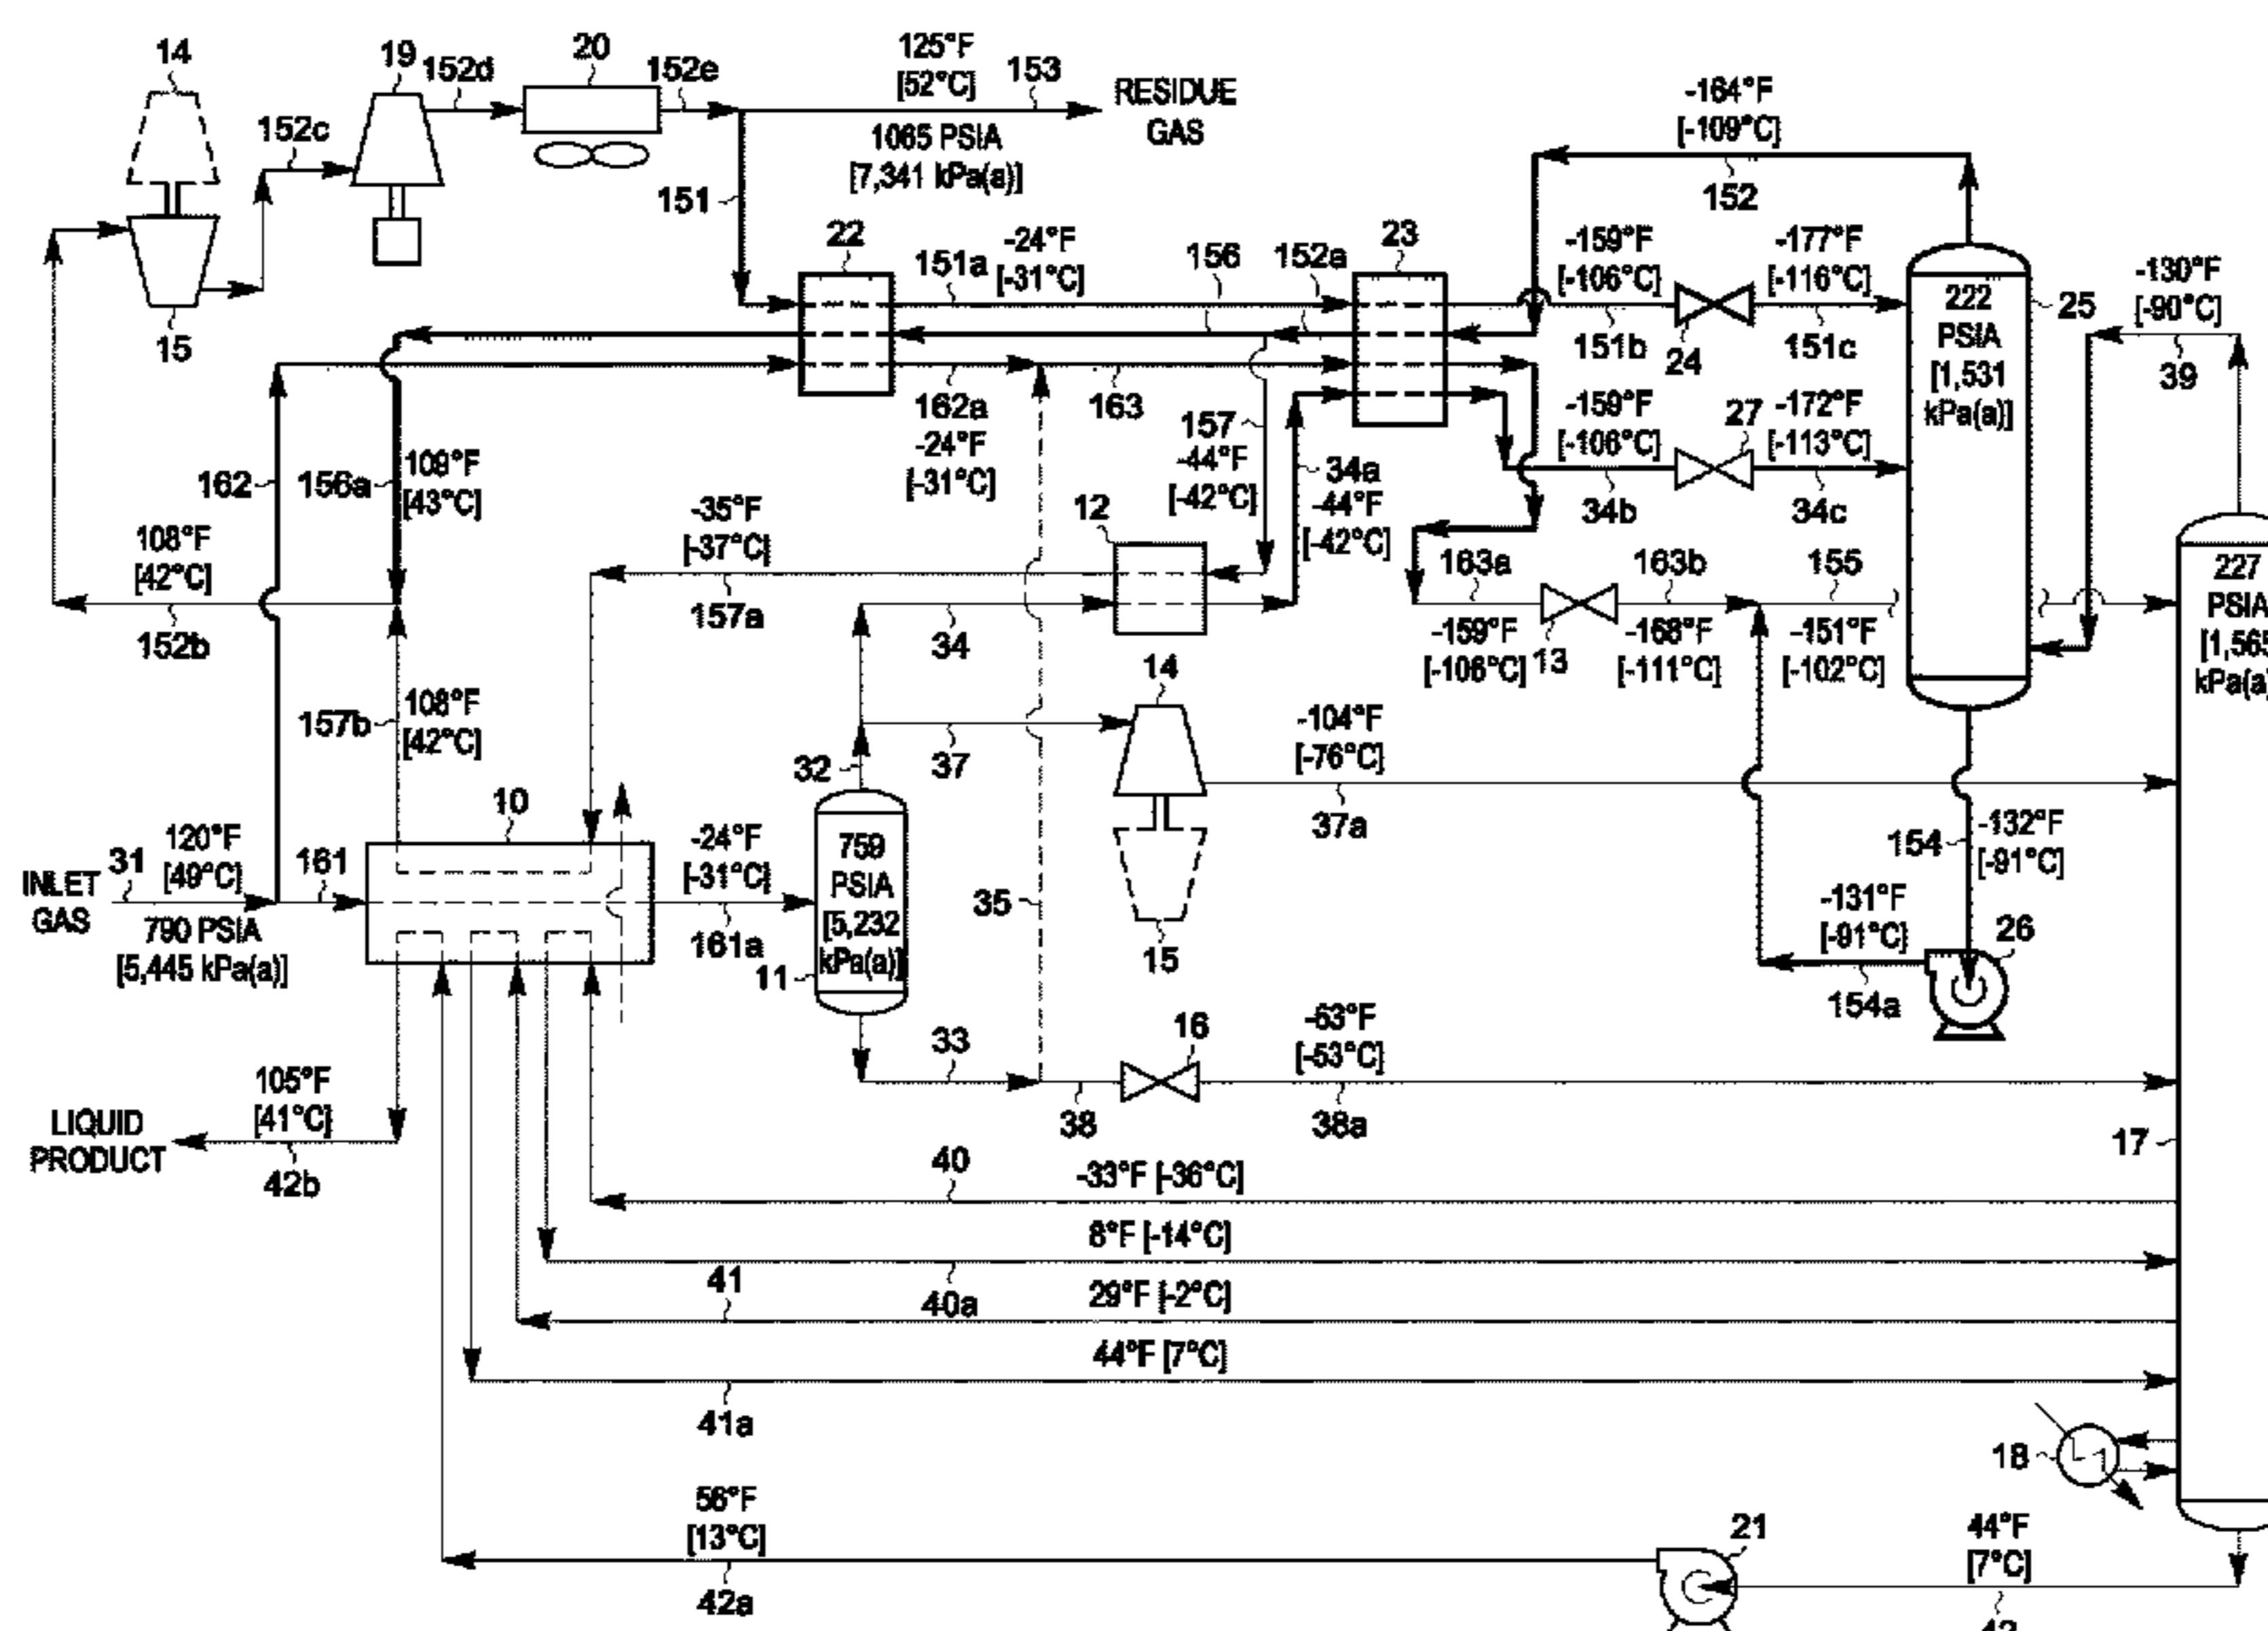 14
19
152d
20
152e
125°F
[52°C]
153
RESIDUE
GAS
1065 PSIA
[7,341 kPa(a)]
-164°F
[-109°C]
152
152c
151
15
22
151a
-24°F
[-31°C]
156
152a
23
-159°F
[-106°C]
-177°F
[-116°C]
151b
24
151c
222
PSIA
[1,531
kPa(a)]
25
-130°F
[-90°C]
39
162a
-24°F
[-31°C]
163
157
-44°F
[-42°C]
34a
-44°F
[-42°C]
-159°F
[-106°C]
27
-172°F
[-113°C]
34b
34c
162
156a
109°F
[43°C]
108°F
[42°C]
152b
-35°F
[-37°C]
157a
12
34
163a
163b
155
-159°F
[-106°C]
13
-168°F
[-111°C]
-151°F
[-102°C]
227
PSIA
[1,565
kPa(a)
157b
108°F
[42°C]
32
37
14
-104°F
[-76°C]
37a
15
10
INLET
GAS
31
120°F
[49°C]
161
790 PSIA
[5,445 kPa(a)]
-24°F
[-31°C]
161a
759
PSIA
[5,232
kPa(a)]
11
35
154
-132°F
[-91°C]
-131°F
[-91°C]
26
154a
33
16
-63°F
[-53°C]
38
38a
105°F
[41°C]
LIQUID
PRODUCT
42b
17
40
-33°F [-36°C]
8°F [-14°C]
40a
41
29°F [-2°C]
44°F [7°C]
41a
18
56°F
[13°C]
42a
21
44°F
[7°C]